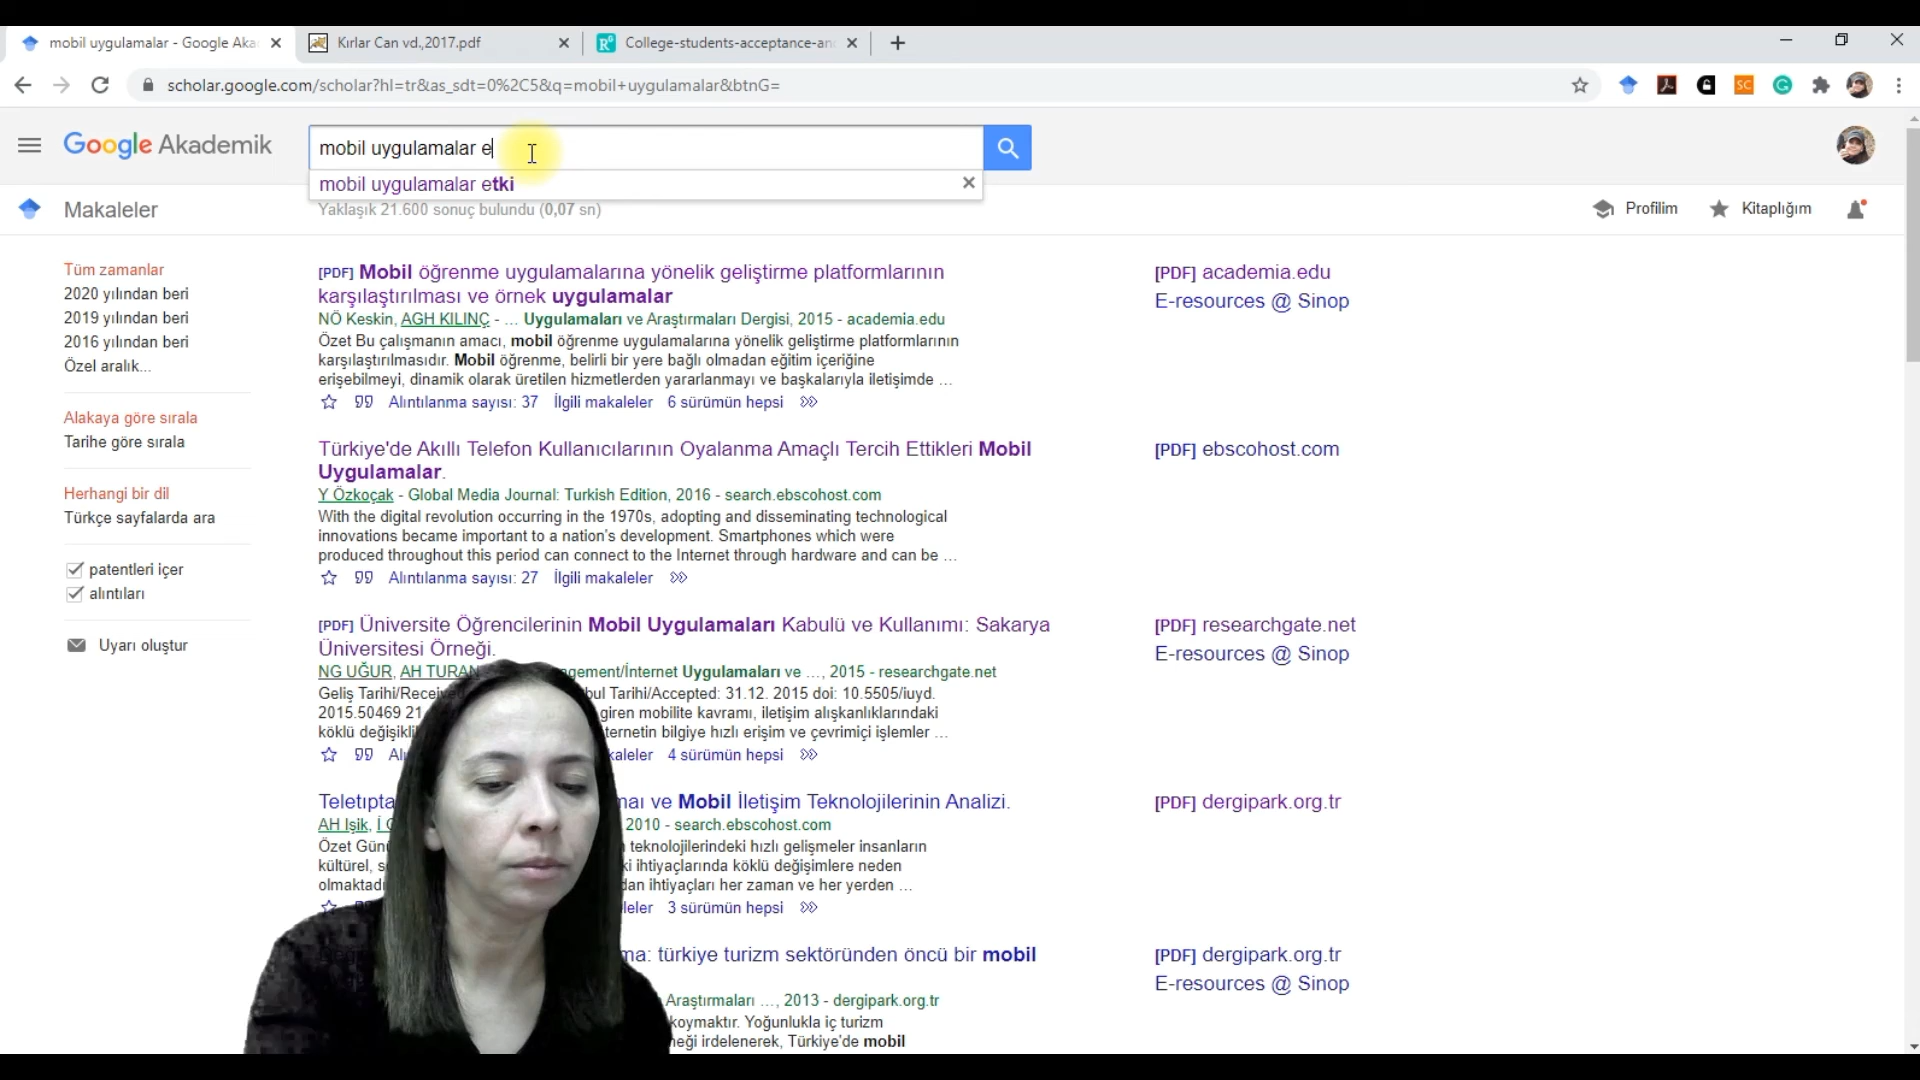 mobil uygulamalar - Google Aka
Kırlar Can vd.,2017.pdf
College-students-acceptance-and
scholar.google.com/scholar?hl=tr&as_sdt=0%2C5&q=mobil+uygulamalar&btnG=
Google Akademik
mobil uygulamalar e
mobil uygulamalar etki
Makaleler
Yaklaşık 21.600 sonuç bulundu (0,07 sn)
Profilim
Kitaplığım
Tüm zamanlar
2020 yılından beri
2019 yılından beri
2016 yılından beri
Özel aralık...
Alakaya göre sırala
Tarihe göre sırala
Herhangi bir dil
Türkçe sayfalarda ara
patentleri içer
alıntıları
Uyarı oluştur
[PDF] Mobil öğrenme uygulamalarına yönelik geliştirme platformlarının
karşılaştırılması ve örnek uygulamalar
NÖ Keskin, AGH KILINÇ - ... Uygulamaları ve Araştırmaları Dergisi, 2015 - academia.edu
Özet Bu çalışmanın amacı, mobil öğrenme uygulamalarına yönelik geliştirme platformlarının
karşılaştırılmasıdır. Mobil öğrenme, belirli bir yere bağlı olmadan eğitim içeriğine
erişebilmeyi, dinamik olarak üretilen hizmetlerden yararlanmayı ve başkalarıyla iletişimde ...
Alıntılanma sayısı: 37 İlgili makaleler 6 sürümün hepsi
[PDF] academia.edu
E-resources @ Sinop
Türkiye'de Akıllı Telefon Kullanıcılarının Oyalanma Amaçlı Tercih Ettikleri Mobil
Uygulamalar.
Y Özkoçak - Global Media Journal: Turkish Edition, 2016 - search.ebscohost.com
With the digital revolution occurring in the 1970s, adopting and disseminating technological
innovations became important to a nation's development. Smartphones which were
produced throughout this period can connect to the Internet through hardware and can be ...
Alıntılanma sayısı: 27 İlgili makaleler
[PDF] ebscohost.com
[PDF] Üniversite Öğrencilerinin Mobil Uygulamaları Kabulü ve Kullanımı: Sakarya
Üniversitesi Örneği.
NG UĞUR, AH TURAN gement/İnternet Uygulamaları ve ..., 2015 - researchgate.net
Geliş Tarihi/Receive bul Tarihi/Accepted: 31.12. 2015 doi: 10.5505/iuyd.
2015.50469 21 giren mobilite kavramı, iletişim alışkanlıklarındaki
köklü değişikli ternetin bilgiye hızlı erişim ve çevrimiçi işlemler ...
Alı kaleler 4 sürümün hepsi
[PDF] researchgate.net
E-resources @ Sinop
Teletıpta maı ve Mobil İletişim Teknolojilerinin Analizi.
AH Işik, İ 2010 - search.ebscohost.com
Özet Günü teknolojilerindeki hızlı gelişmeler insanların
kültürel, s ki ihtiyaçlarında köklü değişimlere neden
olmaktadı dan ihtiyaçları her zaman ve her yerden ...
leler 3 sürümün hepsi
[PDF] dergipark.org.tr
ma: türkiye turizm sektöründen öncü bir mobil
Araştırmaları ..., 2013 - dergipark.org.tr
koymaktır. Yoğunlukla iç turizm
neği irdelenerek, Türkiye'de mobil
[PDF] dergipark.org.tr
E-resources @ Sinop